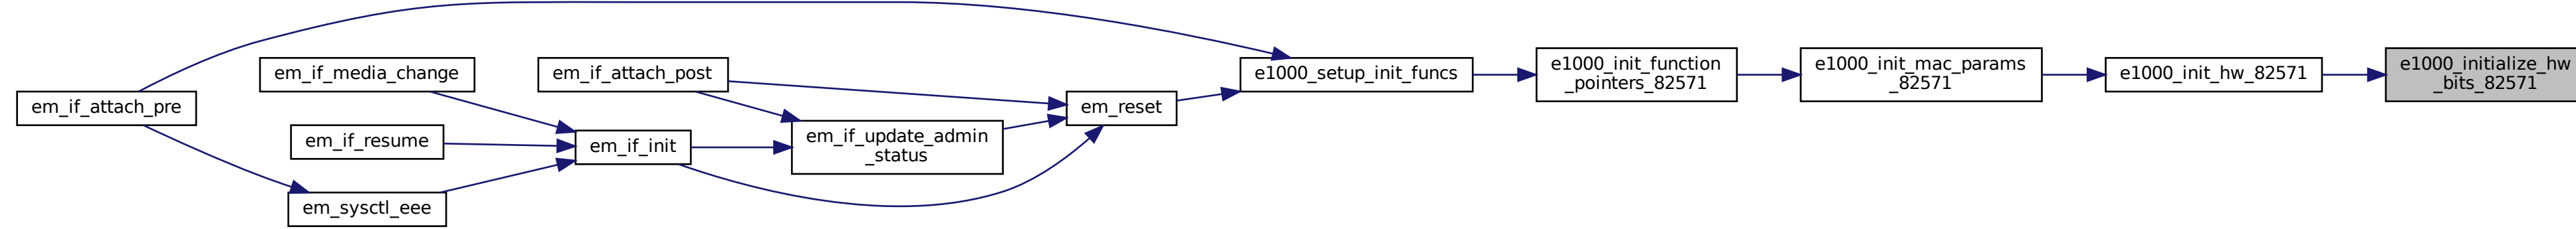 em_if_attach_pre
em_if_media_change
em_if_resume
em_sysctl_eee
em_if_attach_post
em_if_init
em_if_update_admin
_status
em_reset
e1000_setup_init_funcs
e1000_init_function
_pointers_82571
e1000_init_mac_params
_82571
e1000_init_hw_82571
e1000_initialize_hw
_bits_82571